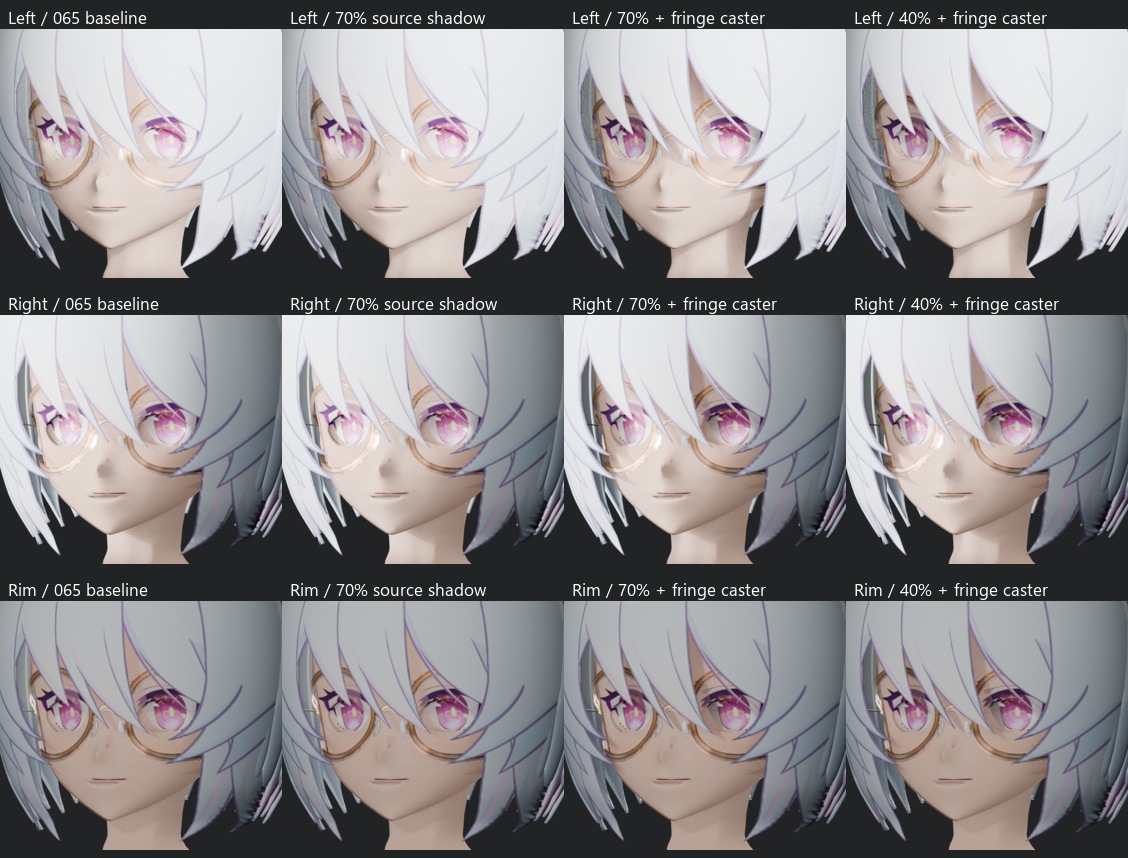 Left / 065 baseline
Left / 70% source shadow
Left / 70% + fringe caster
Left / 40% + fringe caster
Right / 065 baseline
Right / 70% source shadow
Right / 70% + fringe caster
Right / 40% + fringe caster
Rim / 065 baseline
Rim / 70% source shadow
Rim / 70% + fringe caster
Rim / 40% + fringe caster